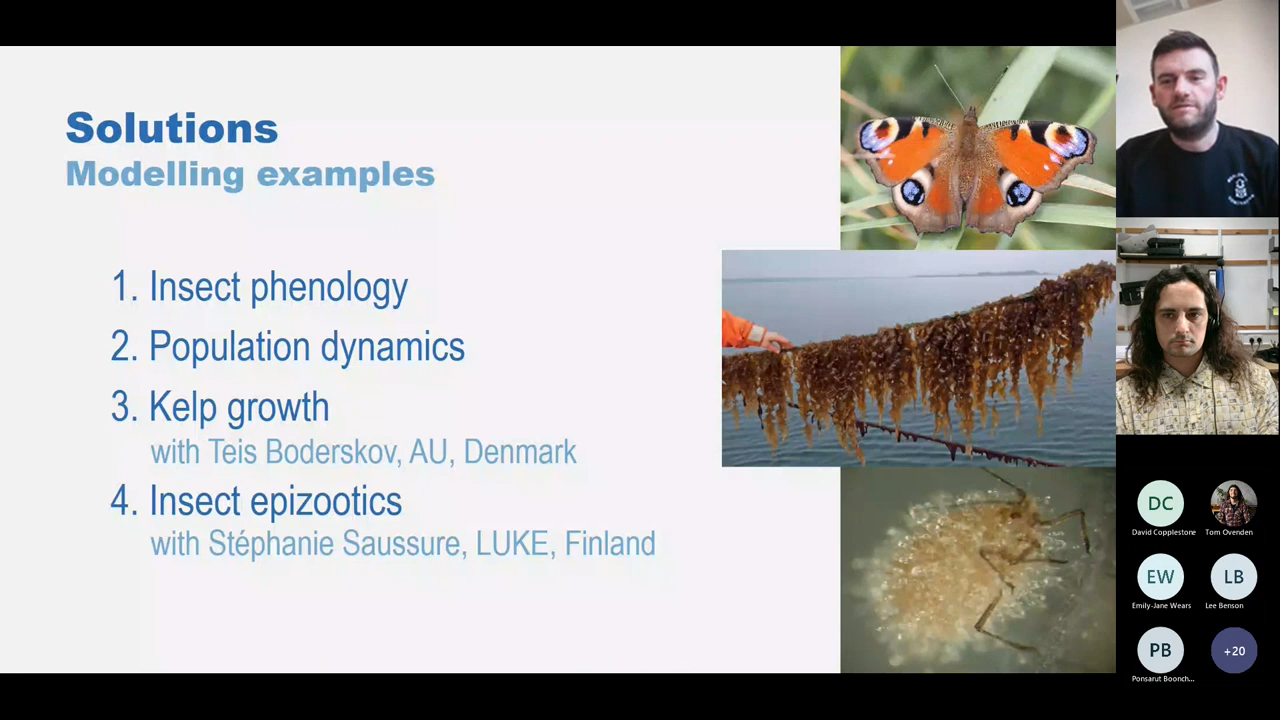 Solutions
Modelling examples
1. Insect phenology
2. Population dynamics
3. Kelp growth
with Teis Boderskov, AU, Denmark
4. Insect epizootics
with Stéphanie Saussure, LUKE, Finland
DC
David Copplestone
Tom Ovenden
EW
Emily-Jane Wears
LB
Lee Benson
PB
Ponsarut Boonch...
+20